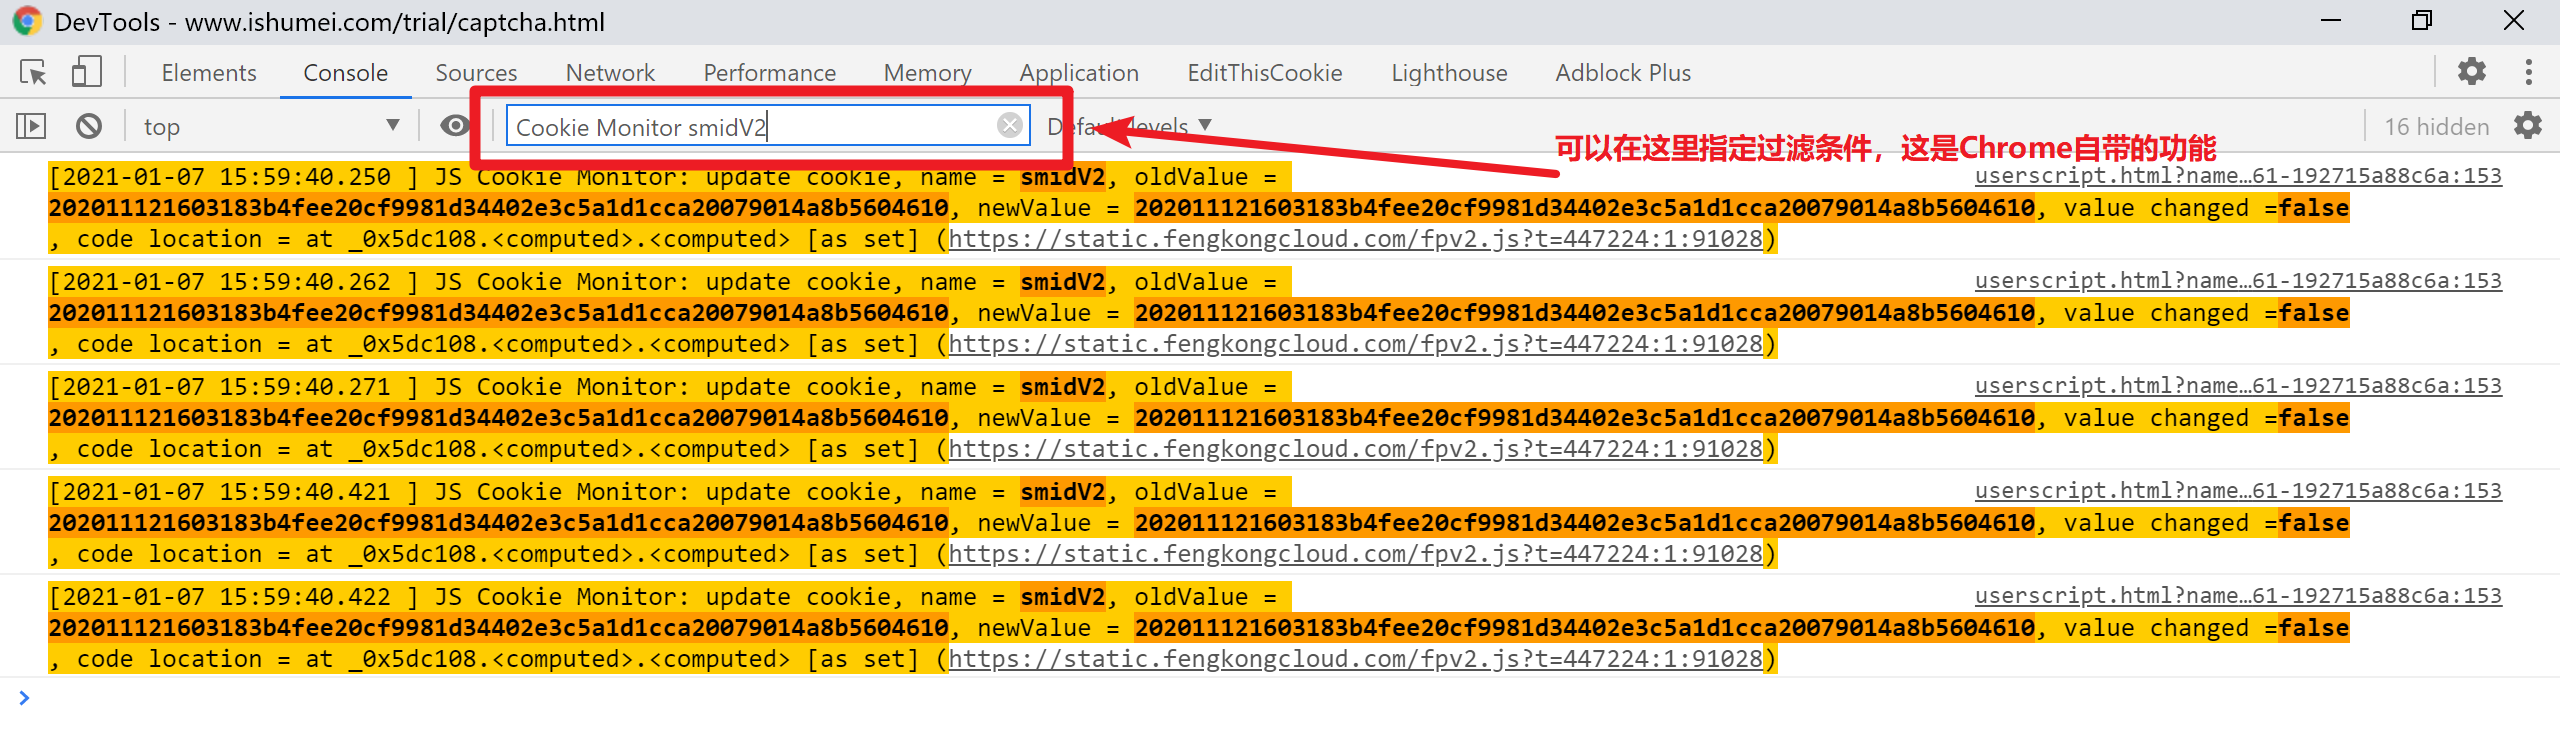 DevTools - www.ishumei.com/trial/captcha.html
Elements Console Sources Network Performance Memory Application EditThisCookie Lighthouse Adblock Plus
top Cookie Monitor smidV2 Default levels 16 hidden
可以在这里指定过滤条件，这是Chrome自带的功能
[2021-01-07 15:59:40.250 ] JS Cookie Monitor: update cookie, name = smidV2, oldValue = userscript.html?name…61-192715a88c6a:153
202011121603183b4fee20cf9981d34402e3c5a1d1cca20079014a8b5604610, newValue = 202011121603183b4fee20cf9981d34402e3c5a1d1cca20079014a8b5604610, value changed =false
, code location = at _0x5dc108.<computed>.<computed> [as set] (https://static.fengkongcloud.com/fpv2.js?t=447224:1:91028)
[2021-01-07 15:59:40.262 ] JS Cookie Monitor: update cookie, name = smidV2, oldValue = userscript.html?name…61-192715a88c6a:153
202011121603183b4fee20cf9981d34402e3c5a1d1cca20079014a8b5604610, newValue = 202011121603183b4fee20cf9981d34402e3c5a1d1cca20079014a8b5604610, value changed =false
, code location = at _0x5dc108.<computed>.<computed> [as set] (https://static.fengkongcloud.com/fpv2.js?t=447224:1:91028)
[2021-01-07 15:59:40.271 ] JS Cookie Monitor: update cookie, name = smidV2, oldValue = userscript.html?name…61-192715a88c6a:153
202011121603183b4fee20cf9981d34402e3c5a1d1cca20079014a8b5604610, newValue = 202011121603183b4fee20cf9981d34402e3c5a1d1cca20079014a8b5604610, value changed =false
, code location = at _0x5dc108.<computed>.<computed> [as set] (https://static.fengkongcloud.com/fpv2.js?t=447224:1:91028)
[2021-01-07 15:59:40.421 ] JS Cookie Monitor: update cookie, name = smidV2, oldValue = userscript.html?name…61-192715a88c6a:153
202011121603183b4fee20cf9981d34402e3c5a1d1cca20079014a8b5604610, newValue = 202011121603183b4fee20cf9981d34402e3c5a1d1cca20079014a8b5604610, value changed =false
, code location = at _0x5dc108.<computed>.<computed> [as set] (https://static.fengkongcloud.com/fpv2.js?t=447224:1:91028)
[2021-01-07 15:59:40.422 ] JS Cookie Monitor: update cookie, name = smidV2, oldValue = userscript.html?name…61-192715a88c6a:153
202011121603183b4fee20cf9981d34402e3c5a1d1cca20079014a8b5604610, newValue = 202011121603183b4fee20cf9981d34402e3c5a1d1cca20079014a8b5604610, value changed =false
, code location = at _0x5dc108.<computed>.<computed> [as set] (https://static.fengkongcloud.com/fpv2.js?t=447224:1:91028)